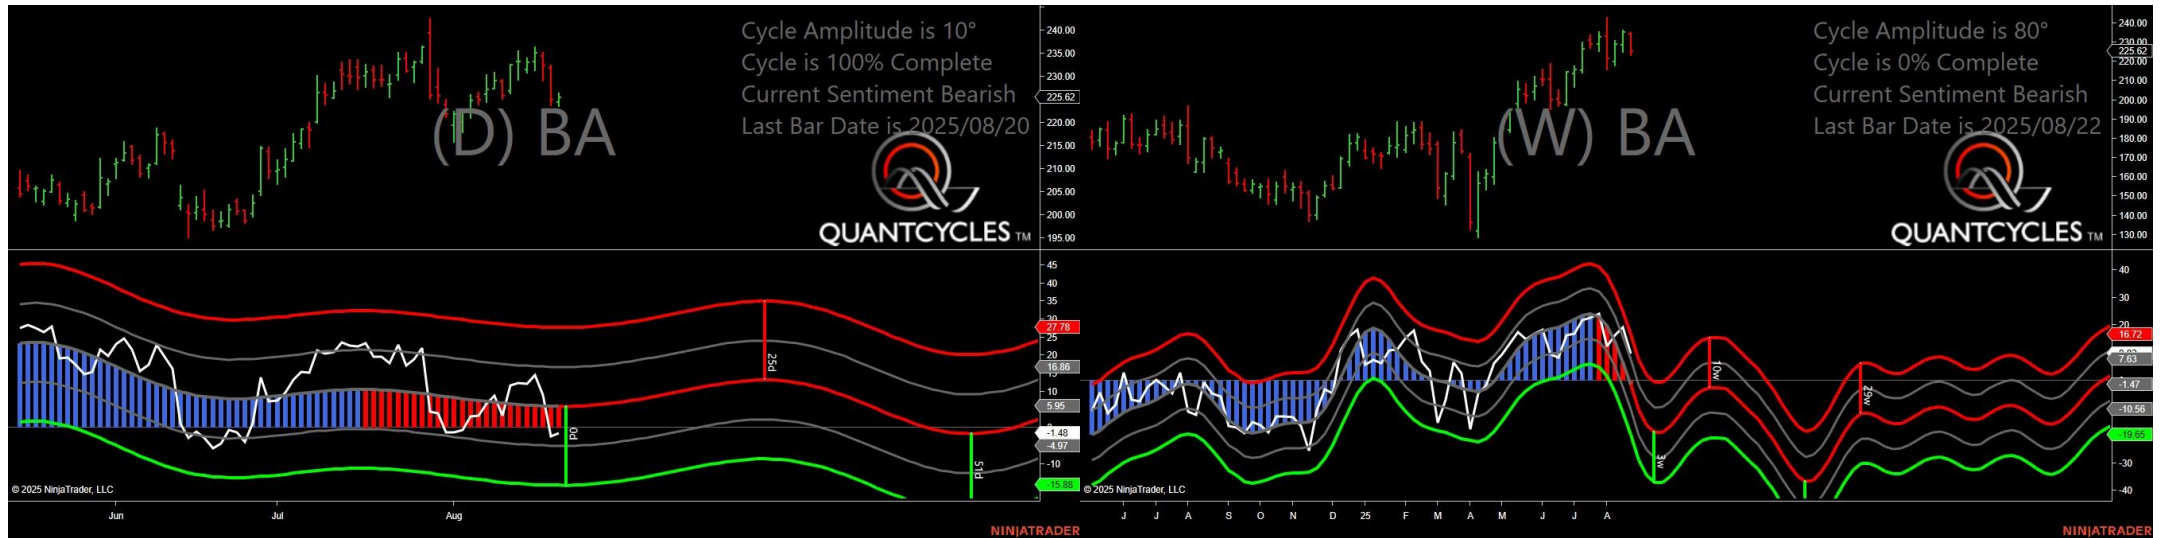 Cycle Amplitude is 10°
Cycle is 100% Complete
Current Sentiment Bearish
Last Bar Date is 2025/08/20
(D) BA
QUANTCYCLES TM
240.00
235.00
230.00
225.62
220.00
215.00
210.00
205.00
200.00
195.00
45
40
35
30
27.78
25
20
16.86
15
10
5.95
-1.48
-4.97
-10
-15.88
25d
0d
51d
© 2025 NinjaTrader, LLC
Jun
Jul
Aug
NINJATRADER
Cycle Amplitude is 80°
Cycle is 0% Complete
Current Sentiment Bearish
Last Bar Date is 2025/08/22
(W) BA
QUANTCYCLES TM
240.00
230.00
225.62
220.00
210.00
200.00
190.00
180.00
170.00
160.00
150.00
140.00
130.00
40
30
20
16.72
7.63
-1.47
-10.56
-19.65
-30
-40
10w
29w
3w
© 2025 NinjaTrader, LLC
J J A S O N D 25 F M A M J J A
NINJATRADER